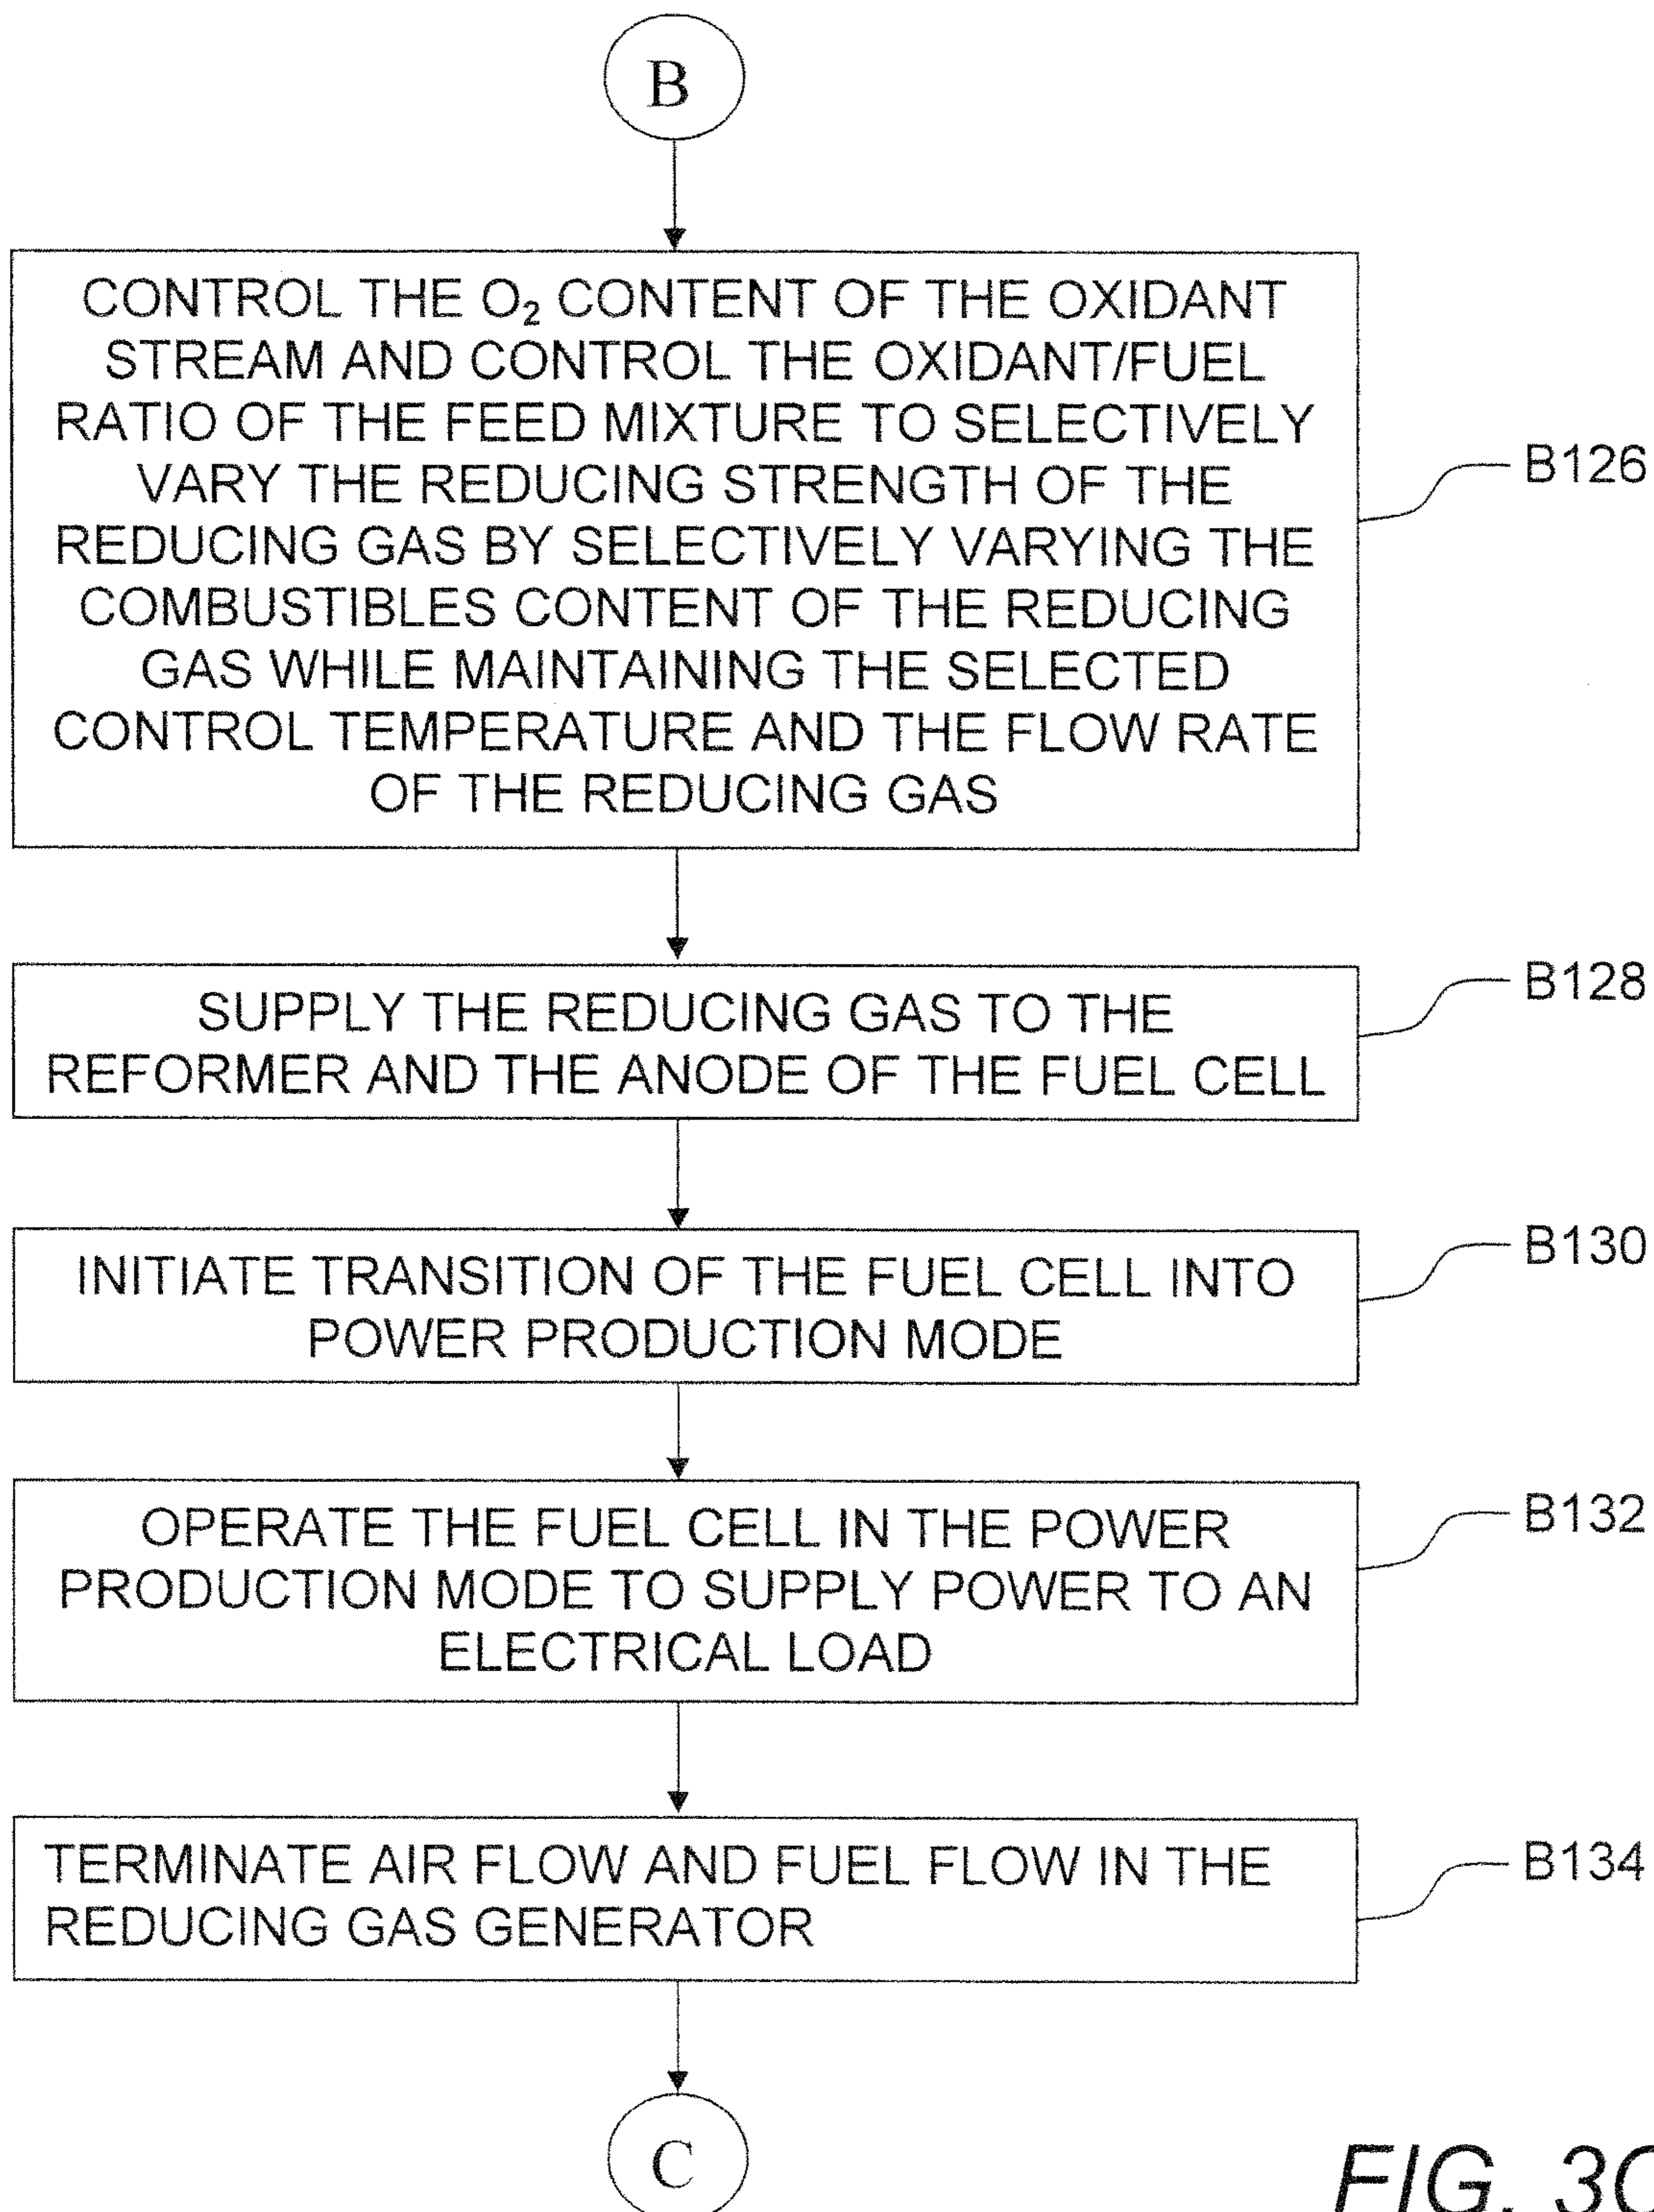 B
CONTROL THE O₂ CONTENT OF THE OXIDANT
STREAM AND CONTROL THE OXIDANT/FUEL
RATIO OF THE FEED MIXTURE TO SELECTIVELY
VARY THE REDUCING STRENGTH OF THE
REDUCING GAS BY SELECTIVELY VARYING THE
COMBUSTIBLES CONTENT OF THE REDUCING
GAS WHILE MAINTAINING THE SELECTED
CONTROL TEMPERATURE AND THE FLOW RATE
OF THE REDUCING GAS
B126
SUPPLY THE REDUCING GAS TO THE
REFORMER AND THE ANODE OF THE FUEL CELL
B128
INITIATE TRANSITION OF THE FUEL CELL INTO
POWER PRODUCTION MODE
B130
OPERATE THE FUEL CELL IN THE POWER
PRODUCTION MODE TO SUPPLY POWER TO AN
ELECTRICAL LOAD
B132
TERMINATE AIR FLOW AND FUEL FLOW IN THE
REDUCING GAS GENERATOR
B134
C
FIG. 3C